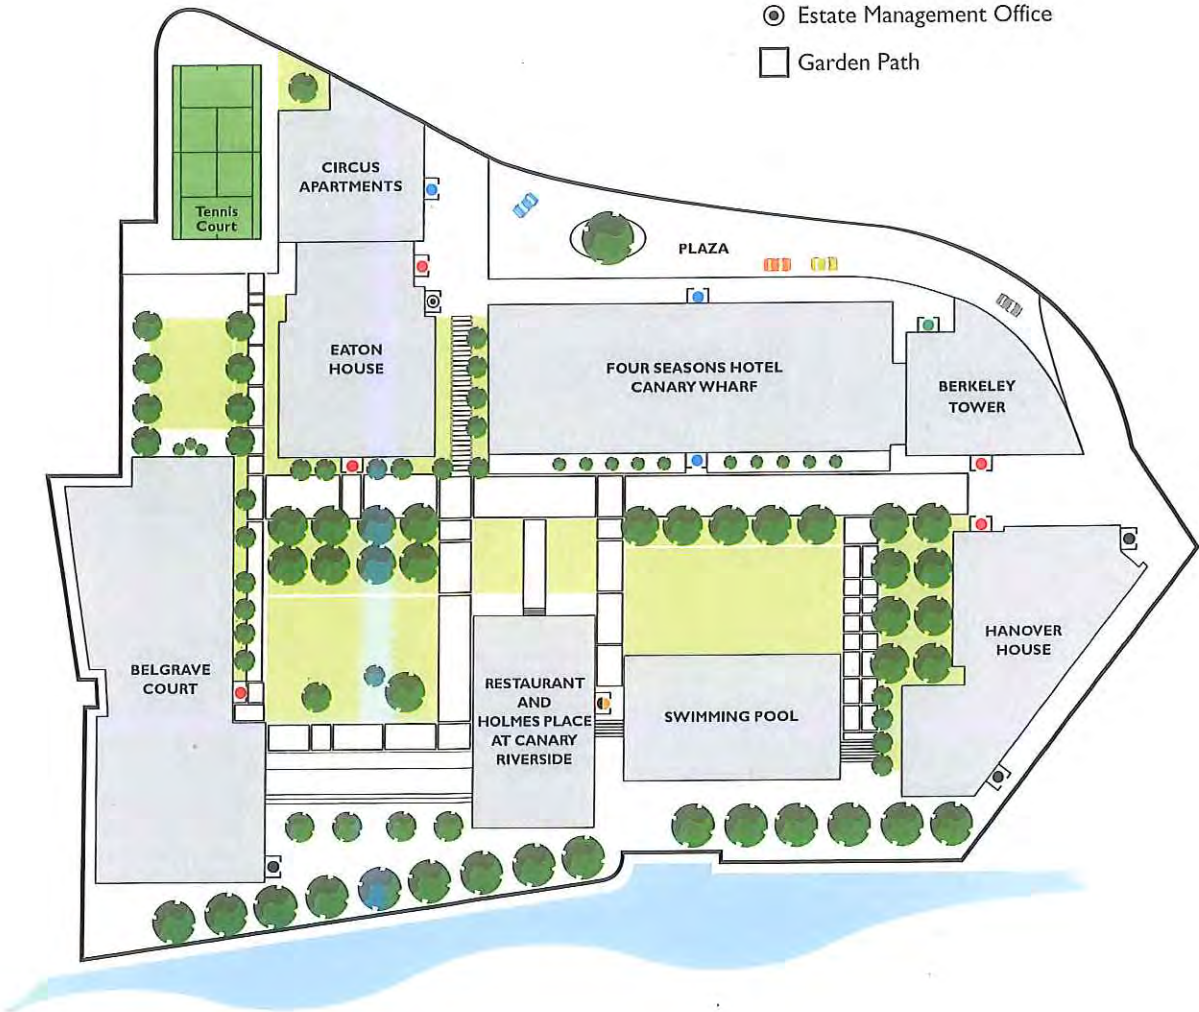 Estate Management Office
Garden Path
Tennis
Court
CIRCUS
APARTMENTS
PLAZA
EATON
HOUSE
FOUR SEASONS HOTEL
CANARY WHARF
BERKELEY
TOWER
BELGRAVE
COURT
RESTAURANT
AND
HOLMES PLACE
AT CANARY
RIVERSIDE
SWIMMING POOL
HANOVER
HOUSE